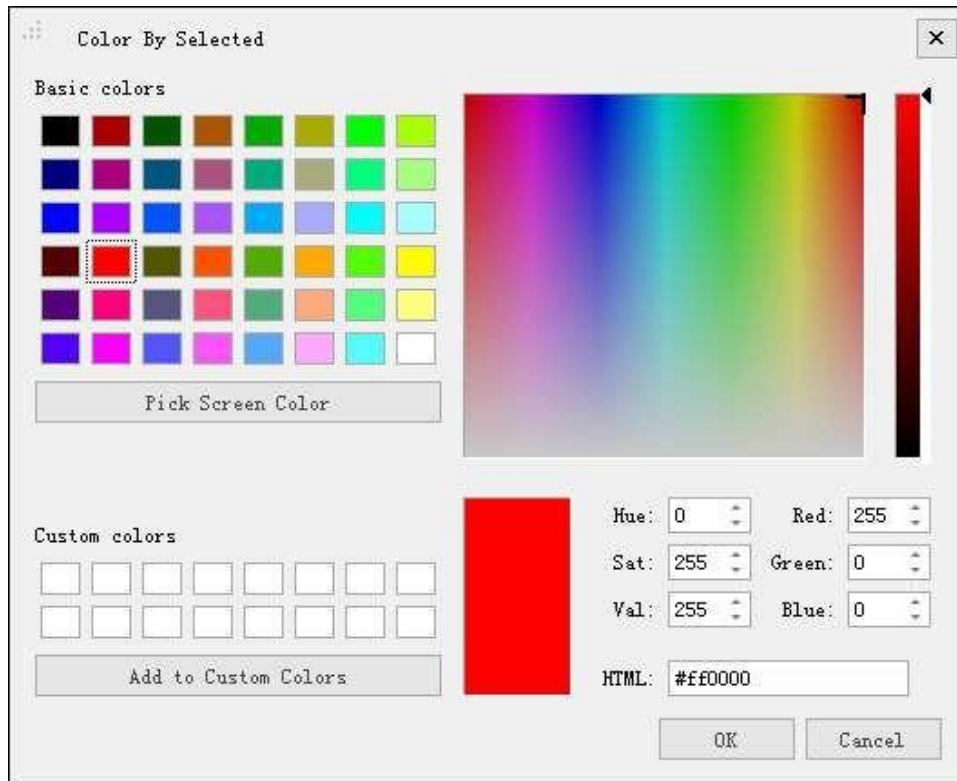 Color By Selected
Basic colors
Pick Screen Color
Custom colors
Add to Custom Colors
Hue: 0 Red: 255
Sat: 255 Green: 0
Val: 255 Blue: 0
HTML: #ff0000
OK Cancel